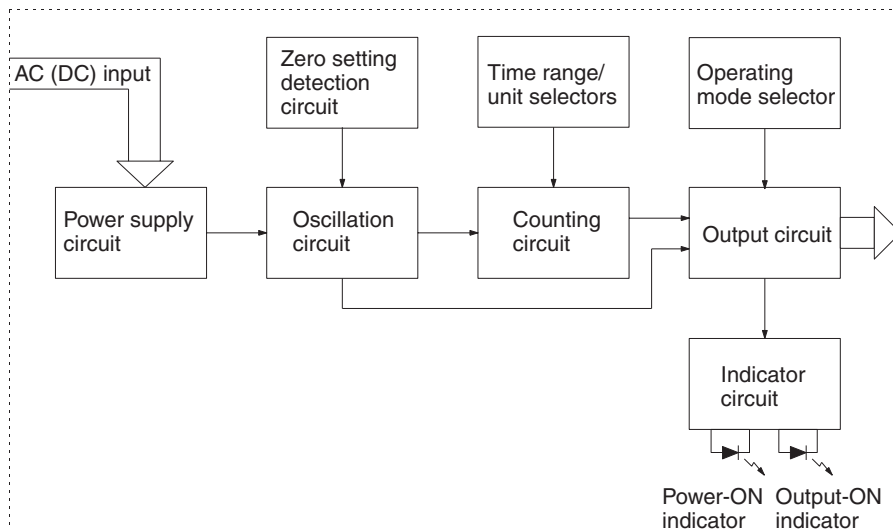 AC (DC) input
Zero setting
detection
circuit
Time range/
unit selectors
Operating
mode selector
Power supply
circuit
Oscillation
circuit
Counting
circuit
Output circuit
Indicator
circuit
Power-ON
indicator
Output-ON
indicator